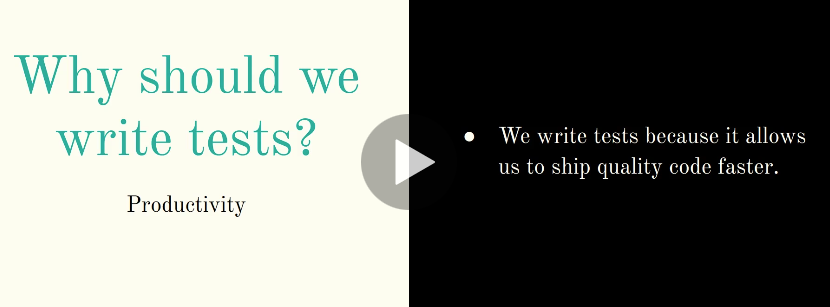 Why should we
write tests?
Productivity
● We write tests because it allows
us to ship quality code faster.